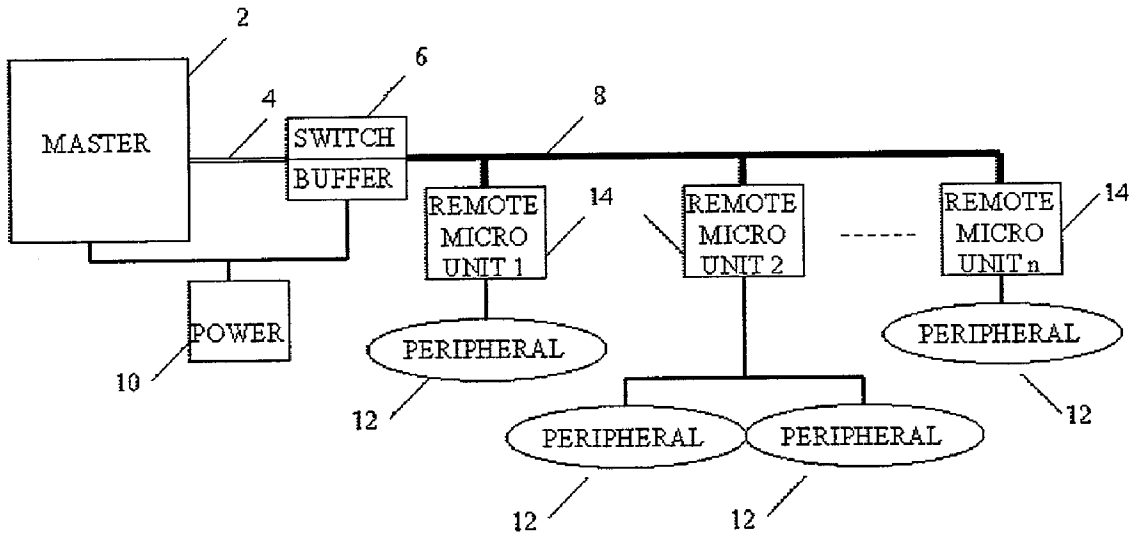 2
6
4
8
MASTER
SWITCH
BUFFER
REMOTE
MICRO
UNIT 1
14
REMOTE
MICRO
UNIT 2
REMOTE
MICRO
UNIT n
14
POWER
10
PERIPHERAL
12
PERIPHERAL
12
PERIPHERAL
12
PERIPHERAL
12